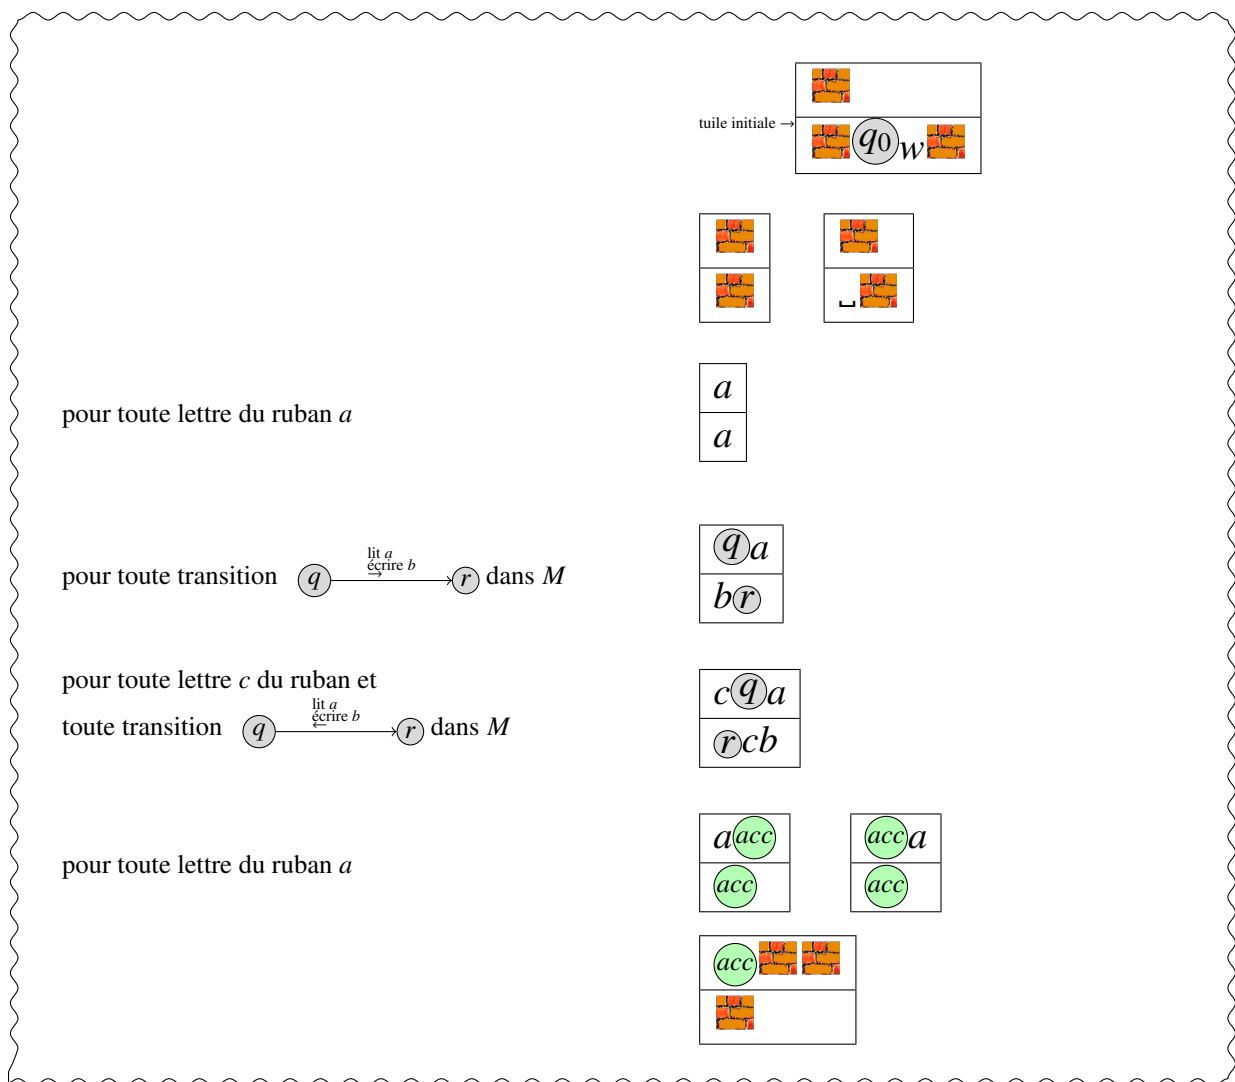 tuile initiale →
q0 w
␣
a
pour toute lettre du ruban a
a
lit a
écrire b
→
q a
pour toute transition q r dans M
b r
pour toute lettre c du ruban et
c q a
lit a
écrire b
←
toute transition q r dans M
r c b
a acc acc a
pour toute lettre du ruban a
acc acc
acc